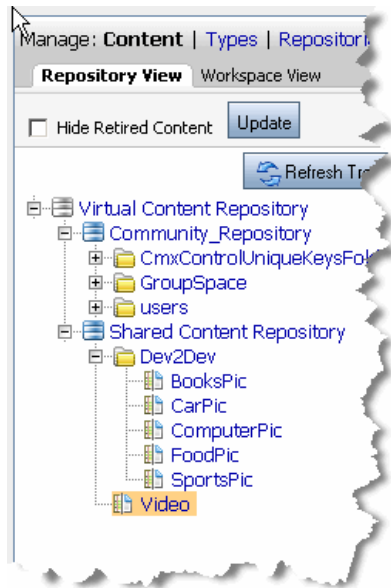 Manage: Content | Types | Repositori
Repository View Workspace View
Hide Retired Content Update
Refresh Tr
Virtual Content Repository
Community_Repository
CmxControlUniqueKeysFol
GroupSpace
users
Shared Content Repository
Dev2Dev
BooksPic
CarPic
ComputerPic
FoodPic
SportsPic
Video